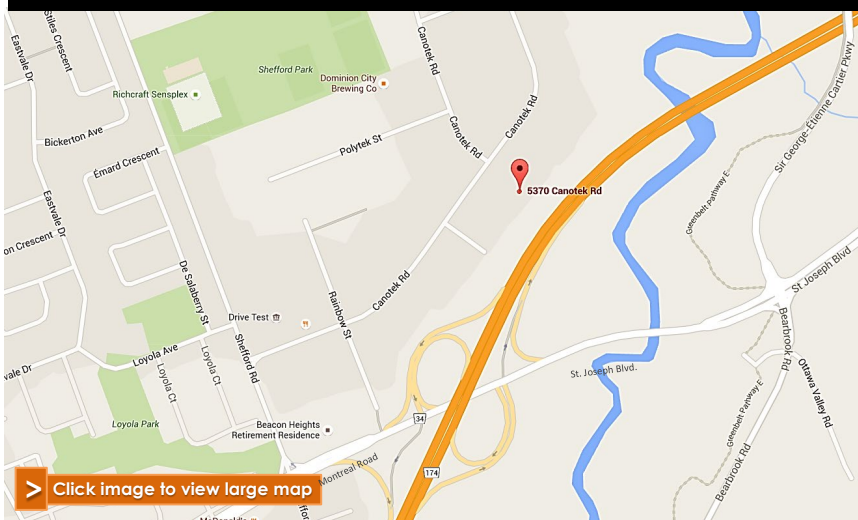 Eastvale Dr
Stiles Crescent
Shefford Park
Richcraft Sensplex
Dominion City
Brewing Co
Canotek Rd
Canotek Rd
Canotek Rd
Polytek St
Bickerton Ave
Émard Crescent
Sir George-Étienne Cartier Pkwy
Greenbelt Pathway E
5370 Canotek Rd
Eastvale Dr
on Crescent
De Salaberry St
Canotek Rd
Rainbow St
St Joseph Blvd
Drive Test
Shefford Rd
Loyola Ave
Loyola Ct
Loyola Ct
vale Dr
Bearbrook Rd
St. Joseph Blvd.
Ottawa Valley Rd
Loyola Park
Beacon Heights
Retirement Residence
34
Greenbelt Pathway E
Montreal Road
174
Bearbrook Rd
> Click image to view large map
McDonald's